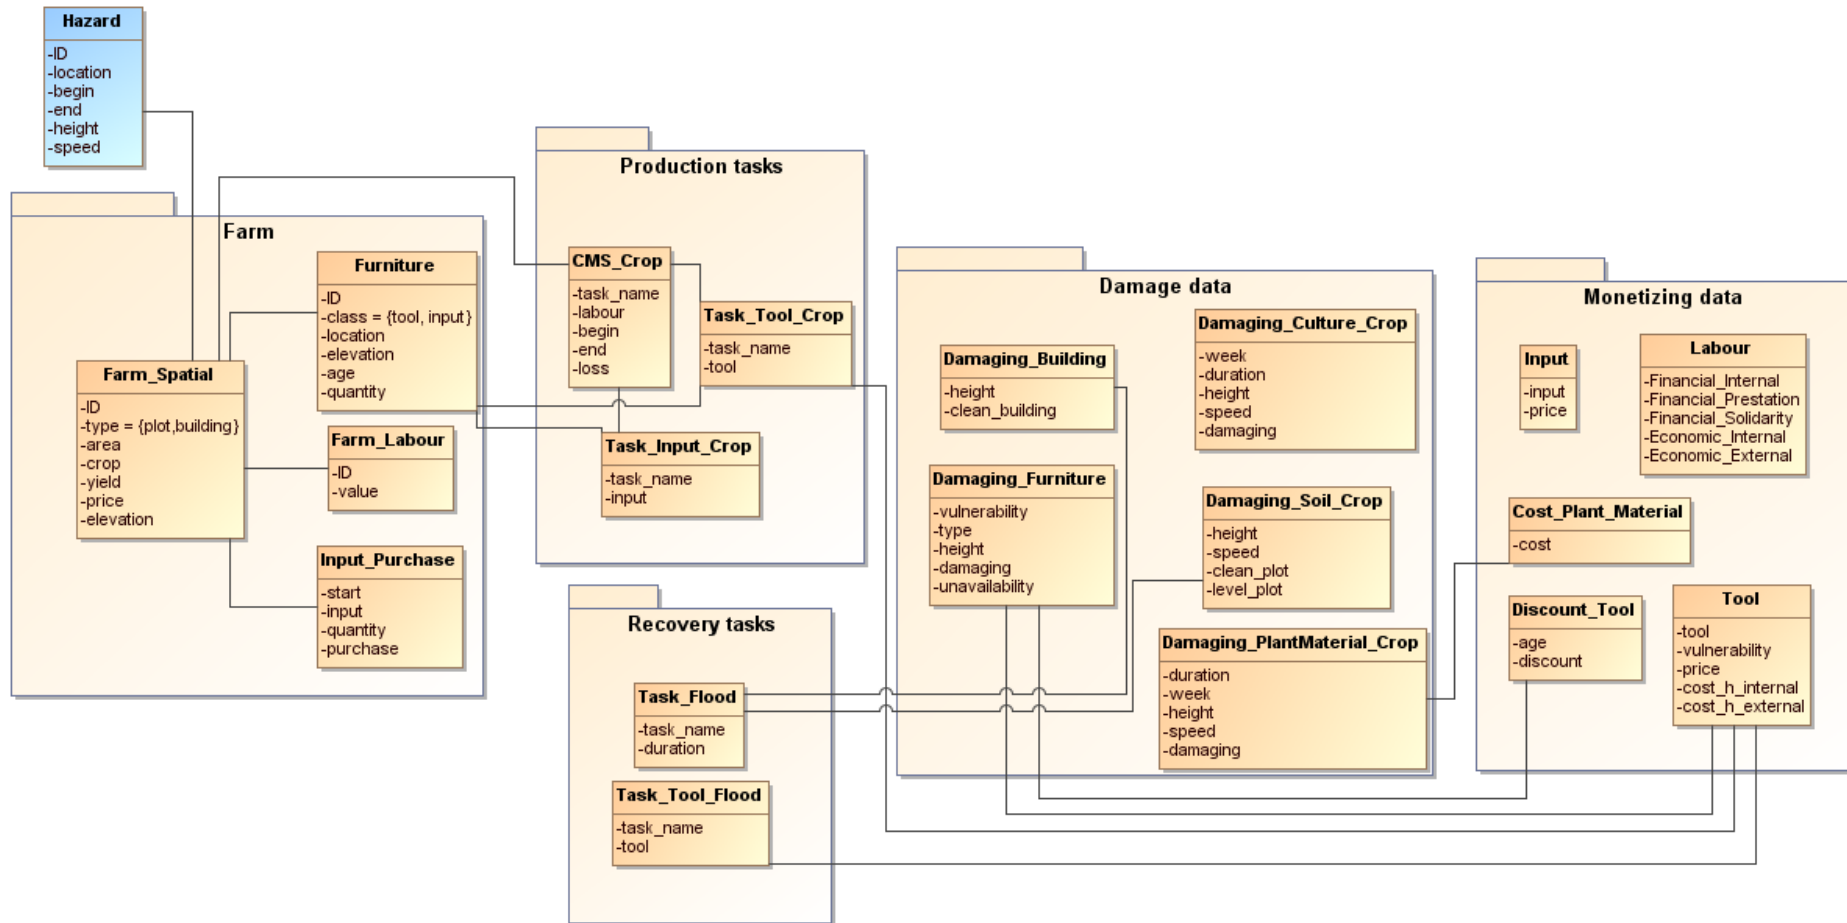 Hazard
-ID
-location
-begin
-end
-height
-speed
Farm
Furniture
-ID
-class = {tool, input}
-location
-elevation
-age
-quantity
Farm_Spatial
-ID
-type = {plot,building}
-area
-crop
-yield
-price
-elevation
Farm_Labour
-ID
-value
Input_Purchase
-start
-input
-quantity
-purchase
Production tasks
CMS_Crop
-task_name
-labour
-begin
-end
-loss
Task_Tool_Crop
-task_name
-tool
Task_Input_Crop
-task_name
-input
Recovery tasks
Task_Flood
-task_name
-duration
Task_Tool_Flood
-task_name
-tool
Damage data
Damaging_Building
-height
-clean_building
Damaging_Culture_Crop
-week
-duration
-height
-speed
-damaging
Damaging_Furniture
-vulnerability
-type
-height
-damaging
-unavailability
Damaging_Soil_Crop
-height
-speed
-clean_plot
-level_plot
Damaging_PlantMaterial_Crop
-duration
-week
-height
-speed
-damaging
Monetizing data
Input
-input
-price
Labour
-Financial_Internal
-Financial_Prestation
-Financial_Solidarity
-Economic_Internal
-Economic_External
Cost_Plant_Material
-cost
Discount_Tool
-age
-discount
Tool
-tool
-vulnerability
-price
-cost_h_internal
-cost_h_external